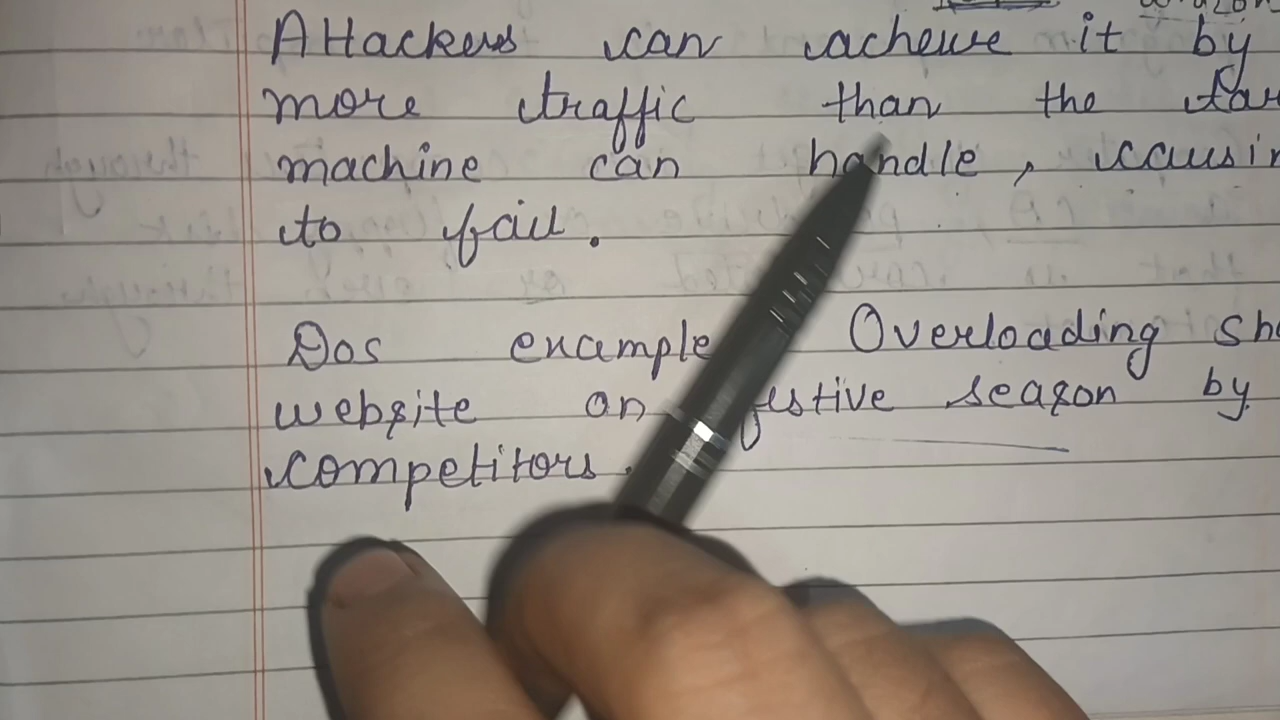 Attackers can acheive it by
more traffic than the
machine can handle,
to fail.
Dos example Overloading
website on festive season by
competitors.